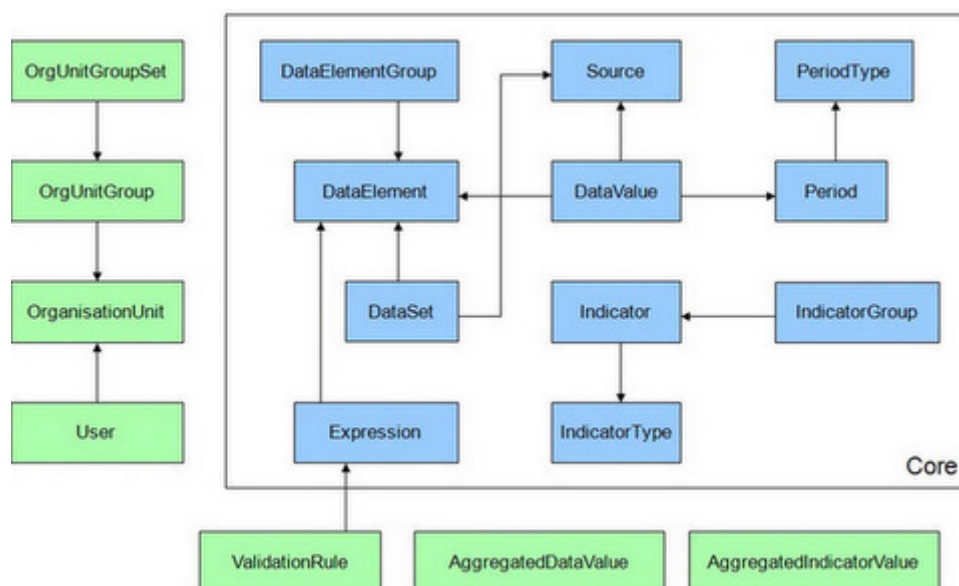 OrgUnitGroupSet
DataElementGroup
Source
PeriodType
OrgUnitGroup
DataElement
DataValue
Period
OrganisationUnit
DataSet
Indicator
IndicatorGroup
User
Expression
IndicatorType
Core
ValidationRule
AggregatedDataValue
AggregatedIndicatorValue